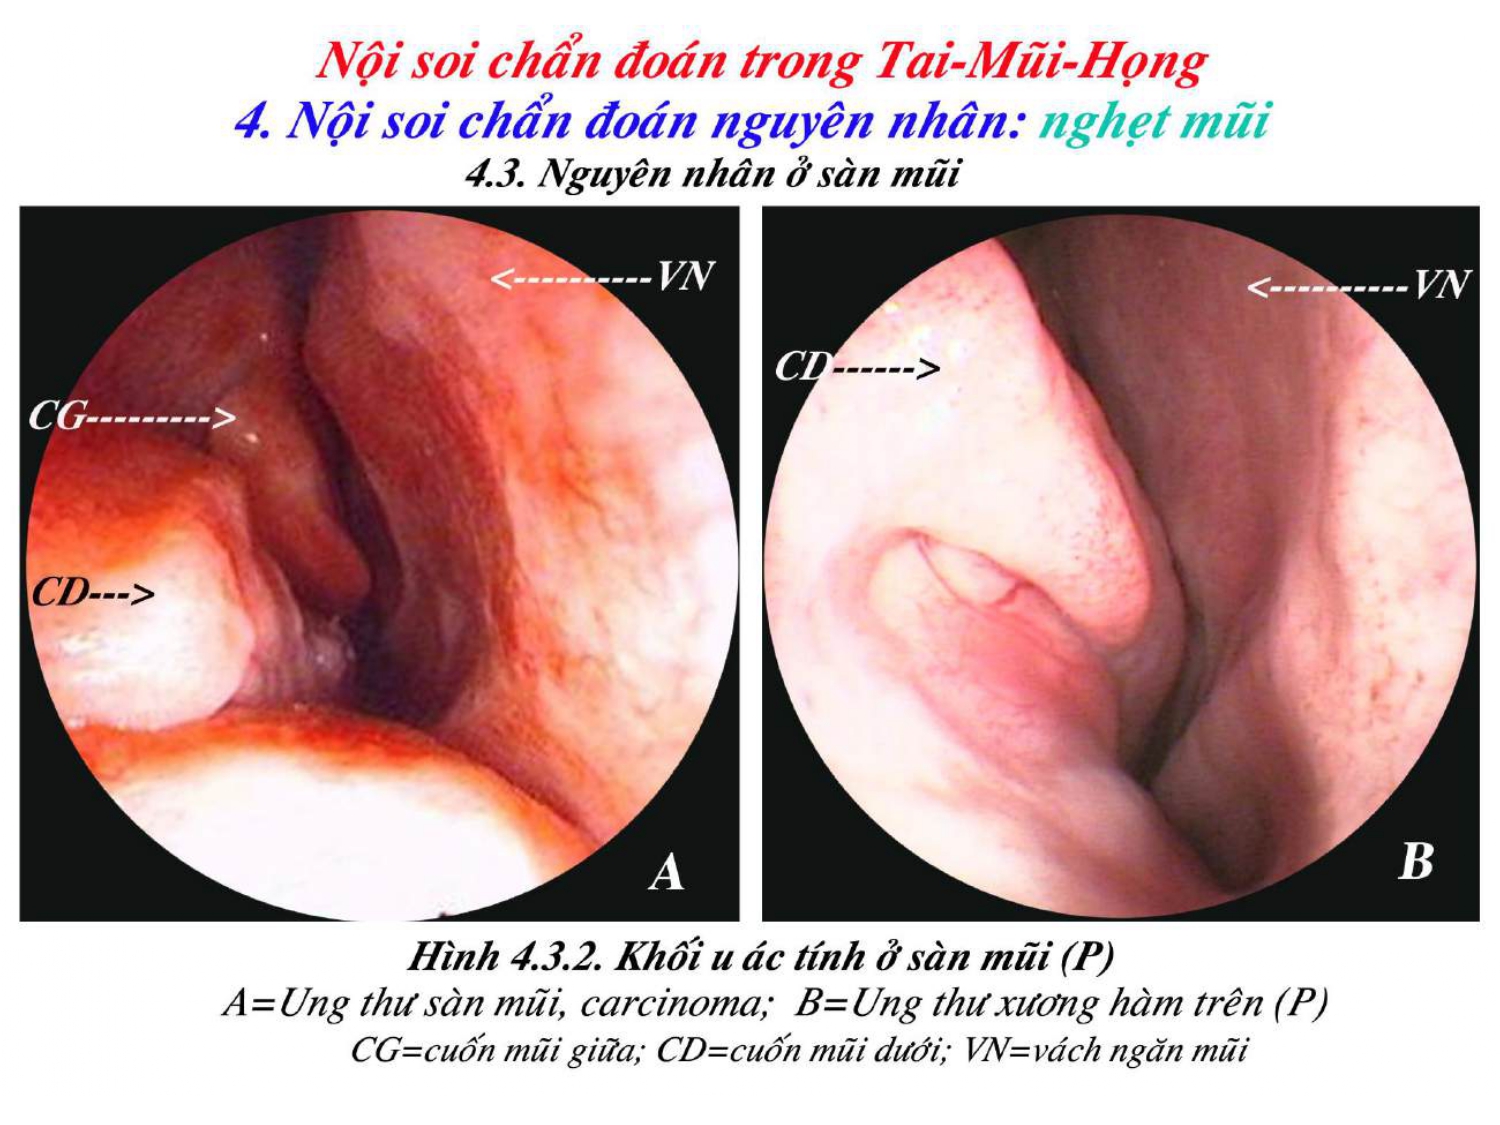 Nội soi chẩn đoán trong Tai-Mũi-Họng
4. Nội soi chẩn đoán nguyên nhân: nghẹt mũi
4.3. Nguyên nhân ở sàn mũi
<----------VN
CG--------->
CD--->
A
<----------VN
CD------>
B
Hình 4.3.2. Khối u ác tính ở sàn mũi (P)
A=Ung thư sàn mũi, carcinoma; B=Ung thư xương hàm trên (P)
CG=cuốn mũi giữa; CD=cuốn mũi dưới; VN=vách ngăn mũi